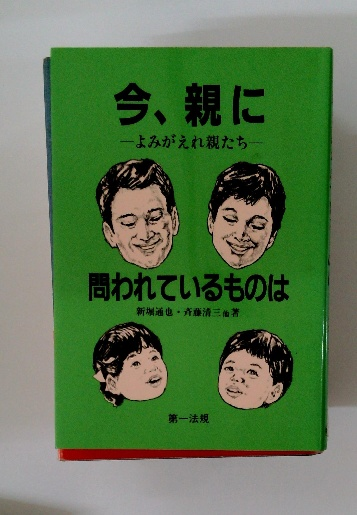 今、親に
―よみがえれ親たち―
問われているものは
新堀通也・斉藤清三他著
第一法規